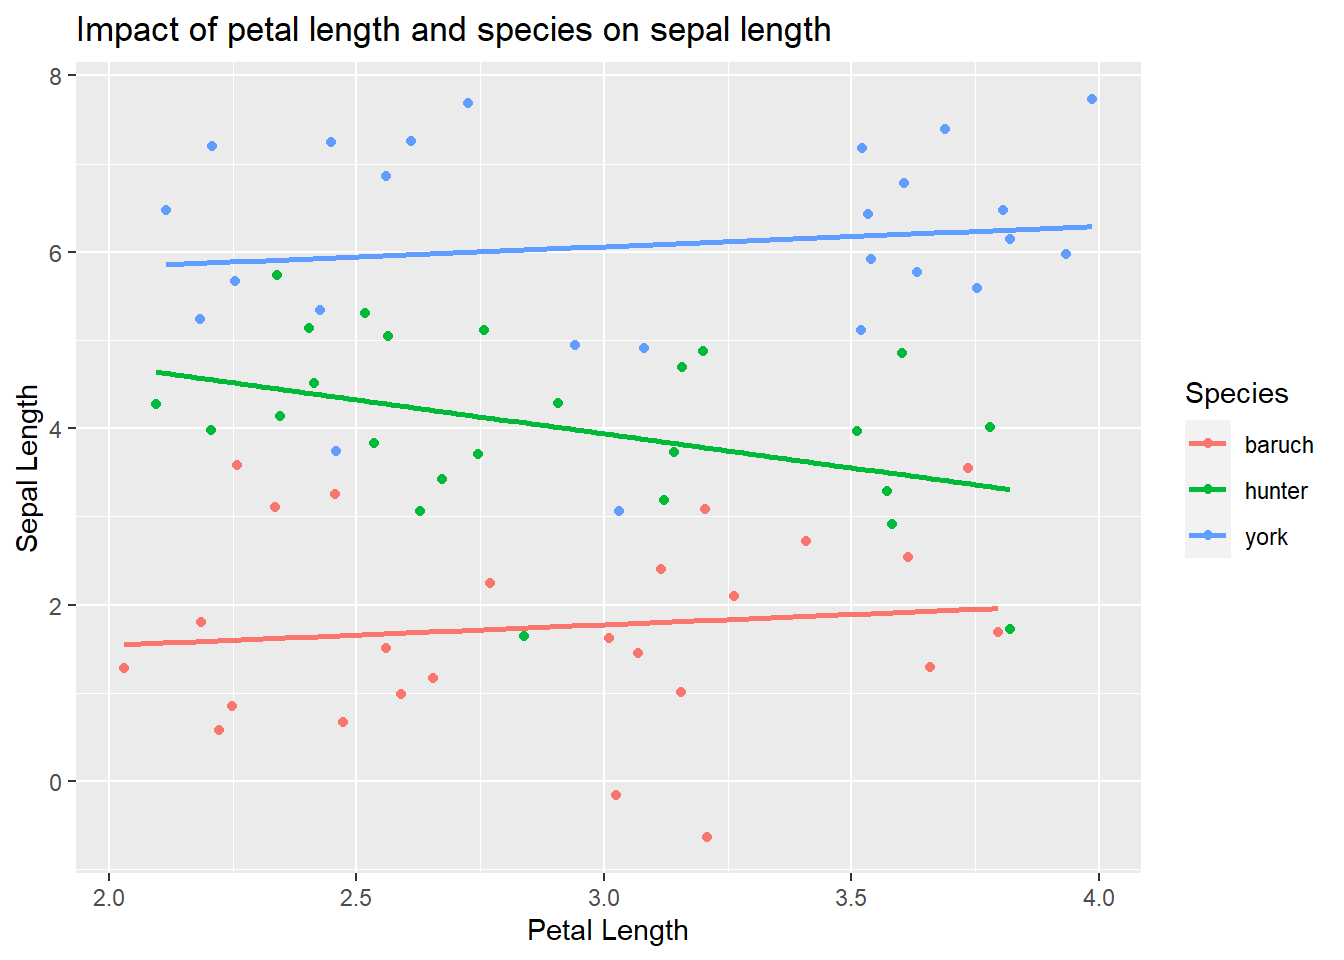 Impact of petal length and species on sepal length
8
6
4
2
0
Sepal Length
2.0 2.5 3.0 3.5 4.0
Petal Length
Species
baruch
hunter
york